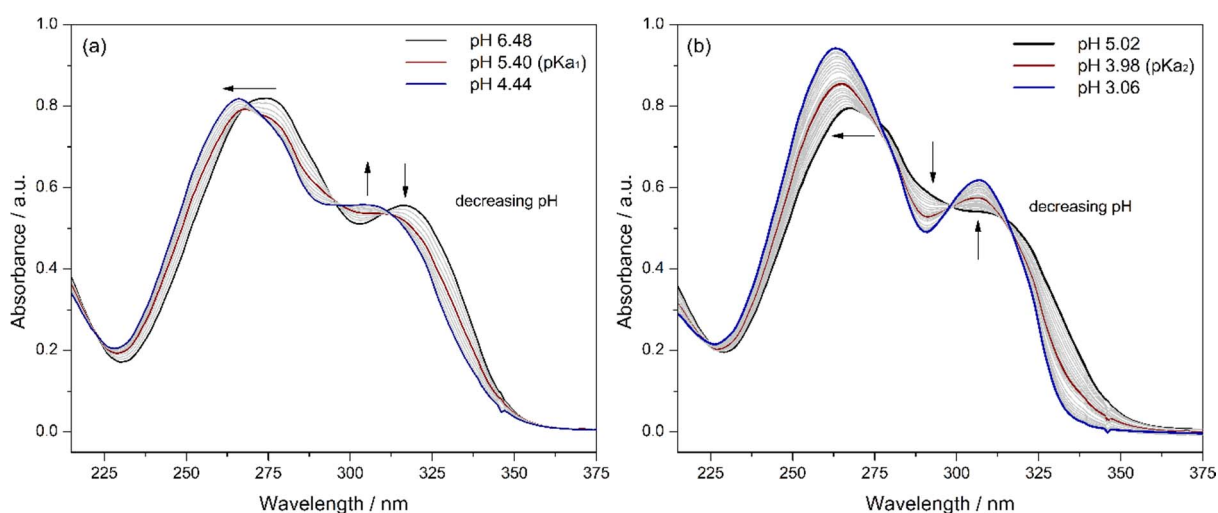 (a)
pH 6.48
pH 5.40 (pKa₁)
pH 4.44
decreasing pH
1.0
0.8
0.6
0.4
0.2
0.0
225 250 275 300 325 350 375
Absorbance / a.u.
Wavelength / nm
(b)
pH 5.02
pH 3.98 (pKa₂)
pH 3.06
decreasing pH
1.0
0.8
0.6
0.4
0.2
0.0
225 250 275 300 325 350 375
Absorbance / a.u.
Wavelength / nm